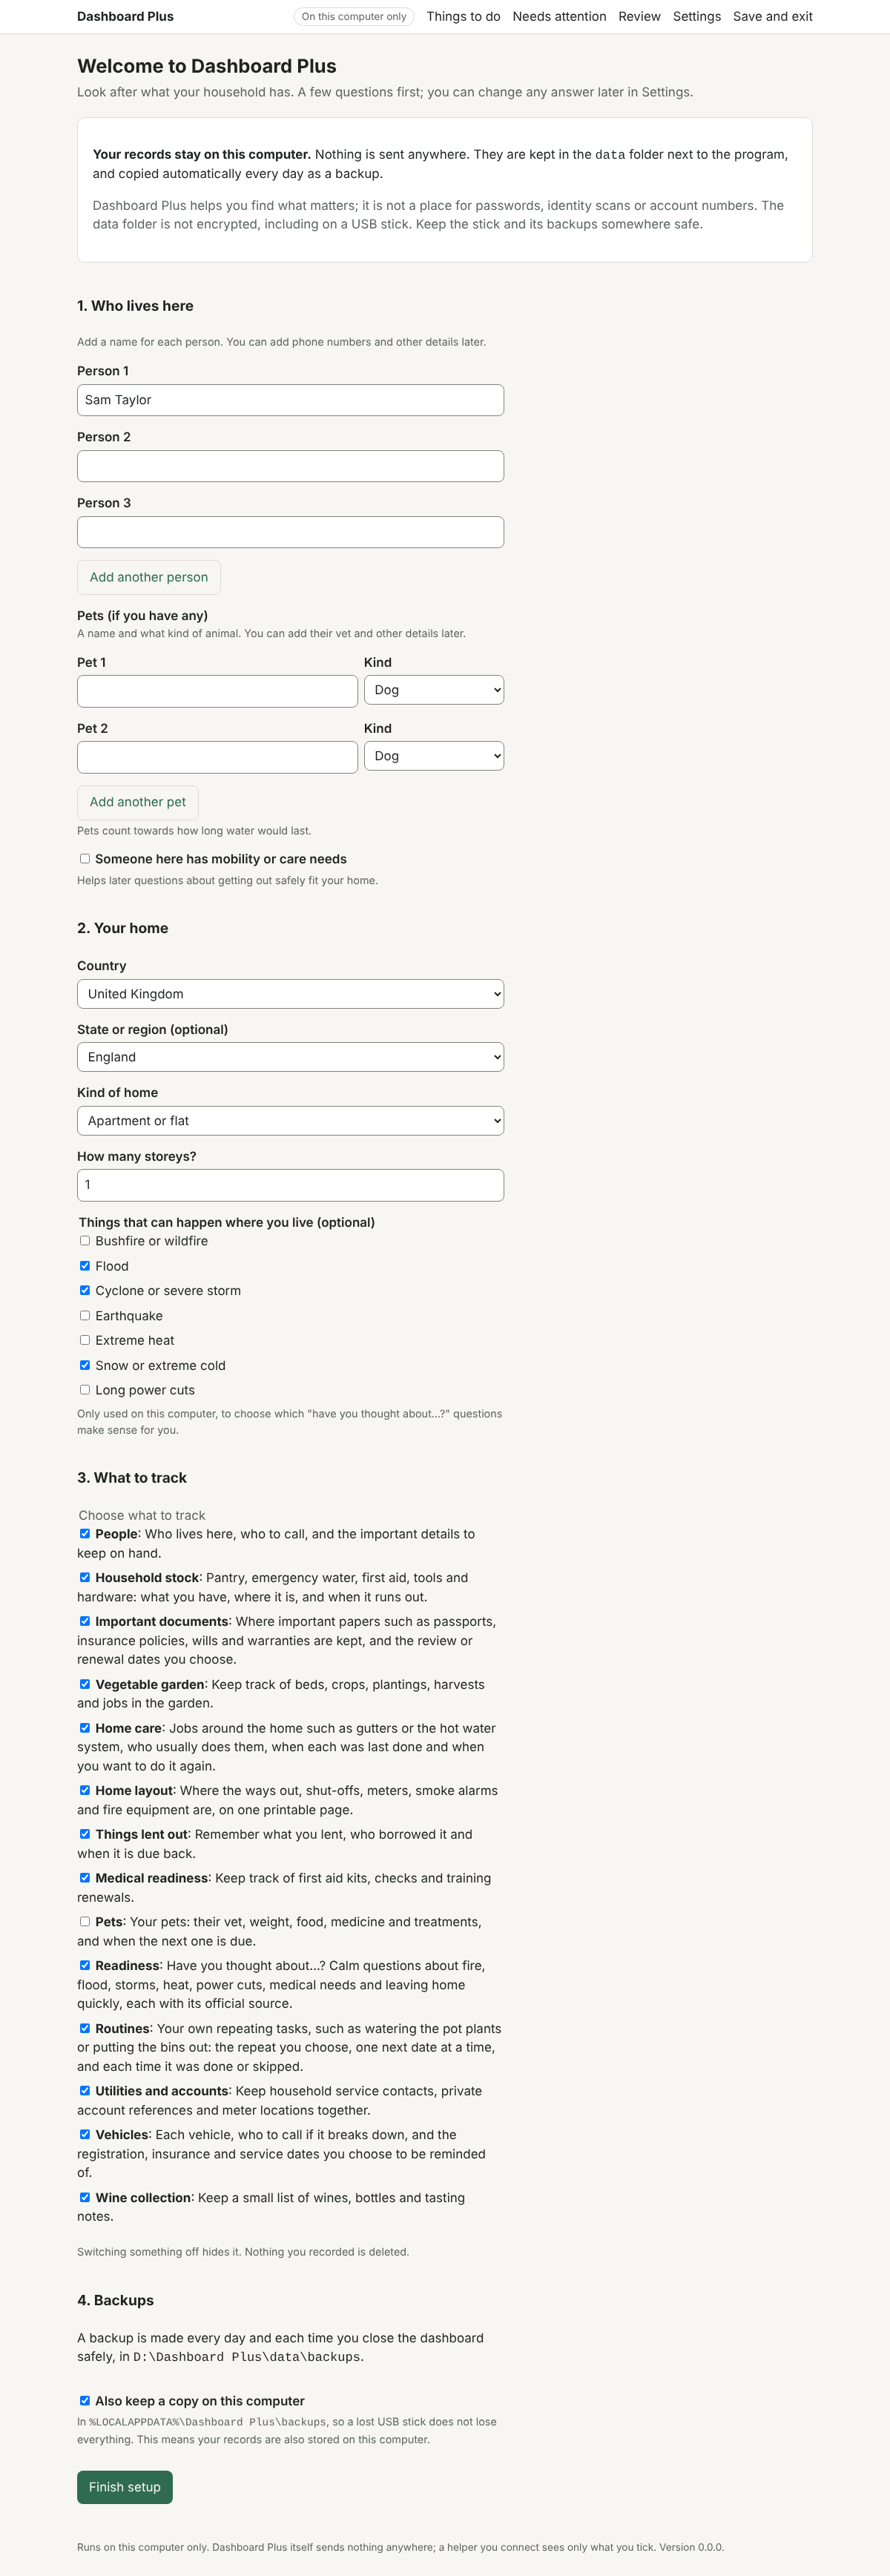 Dashboard Plus
On this computer only
Things to do
Needs attention
Review
Settings
Save and exit
Welcome to Dashboard Plus
Look after what your household has. A few questions first; you can change any answer later in Settings.
Your records stay on this computer. Nothing is sent anywhere. They are kept in the data folder next to the program,
and copied automatically every day as a backup.
Dashboard Plus helps you find what matters; it is not a place for passwords, identity scans or account numbers. The
data folder is not encrypted, including on a USB stick. Keep the stick and its backups somewhere safe.
1. Who lives here
Add a name for each person. You can add phone numbers and other details later.
Person 1
Sam Taylor
Person 2
Person 3
Add another person
Pets (if you have any)
A name and what kind of animal. You can add their vet and other details later.
Pet 1
Kind
Dog
Pet 2
Kind
Dog
Add another pet
Pets count towards how long water would last.
Someone here has mobility or care needs
Helps later questions about getting out safely fit your home.
2. Your home
Country
United Kingdom
State or region (optional)
England
Kind of home
Apartment or flat
How many storeys?
1
Things that can happen where you live (optional)
Bushfire or wildfire
Flood
Cyclone or severe storm
Earthquake
Extreme heat
Snow or extreme cold
Long power cuts
Only used on this computer, to choose which "have you thought about...?" questions
make sense for you.
3. What to track
Choose what to track
People: Who lives here, who to call, and the important details to
keep on hand.
Household stock: Pantry, emergency water, first aid, tools and
hardware: what you have, where it is, and when it runs out.
Important documents: Where important papers such as passports,
insurance policies, wills and warranties are kept, and the review or
renewal dates you choose.
Vegetable garden: Keep track of beds, crops, plantings, harvests
and jobs in the garden.
Home care: Jobs around the home such as gutters or the hot water
system, who usually does them, when each was last done and when
you want to do it again.
Home layout: Where the ways out, shut-offs, meters, smoke alarms
and fire equipment are, on one printable page.
Things lent out: Remember what you lent, who borrowed it and
when it is due back.
Medical readiness: Keep track of first aid kits, checks and training
renewals.
Pets: Your pets: their vet, weight, food, medicine and treatments,
and when the next one is due.
Readiness: Have you thought about...? Calm questions about fire,
flood, storms, heat, power cuts, medical needs and leaving home
quickly, each with its official source.
Routines: Your own repeating tasks, such as watering the pot plants
or putting the bins out: the repeat you choose, one next date at a time,
and each time it was done or skipped.
Utilities and accounts: Keep household service contacts, private
account references and meter locations together.
Vehicles: Each vehicle, who to call if it breaks down, and the
registration, insurance and service dates you choose to be reminded
of.
Wine collection: Keep a small list of wines, bottles and tasting
notes.
Switching something off hides it. Nothing you recorded is deleted.
4. Backups
A backup is made every day and each time you close the dashboard
safely, in D:\Dashboard Plus\data\backups.
Also keep a copy on this computer
In %LOCALAPPDATA%\Dashboard Plus\backups, so a lost USB stick does not lose
everything. This means your records are also stored on this computer.
Finish setup
Runs on this computer only. Dashboard Plus itself sends nothing anywhere; a helper you connect sees only what you tick. Version 0.0.0.